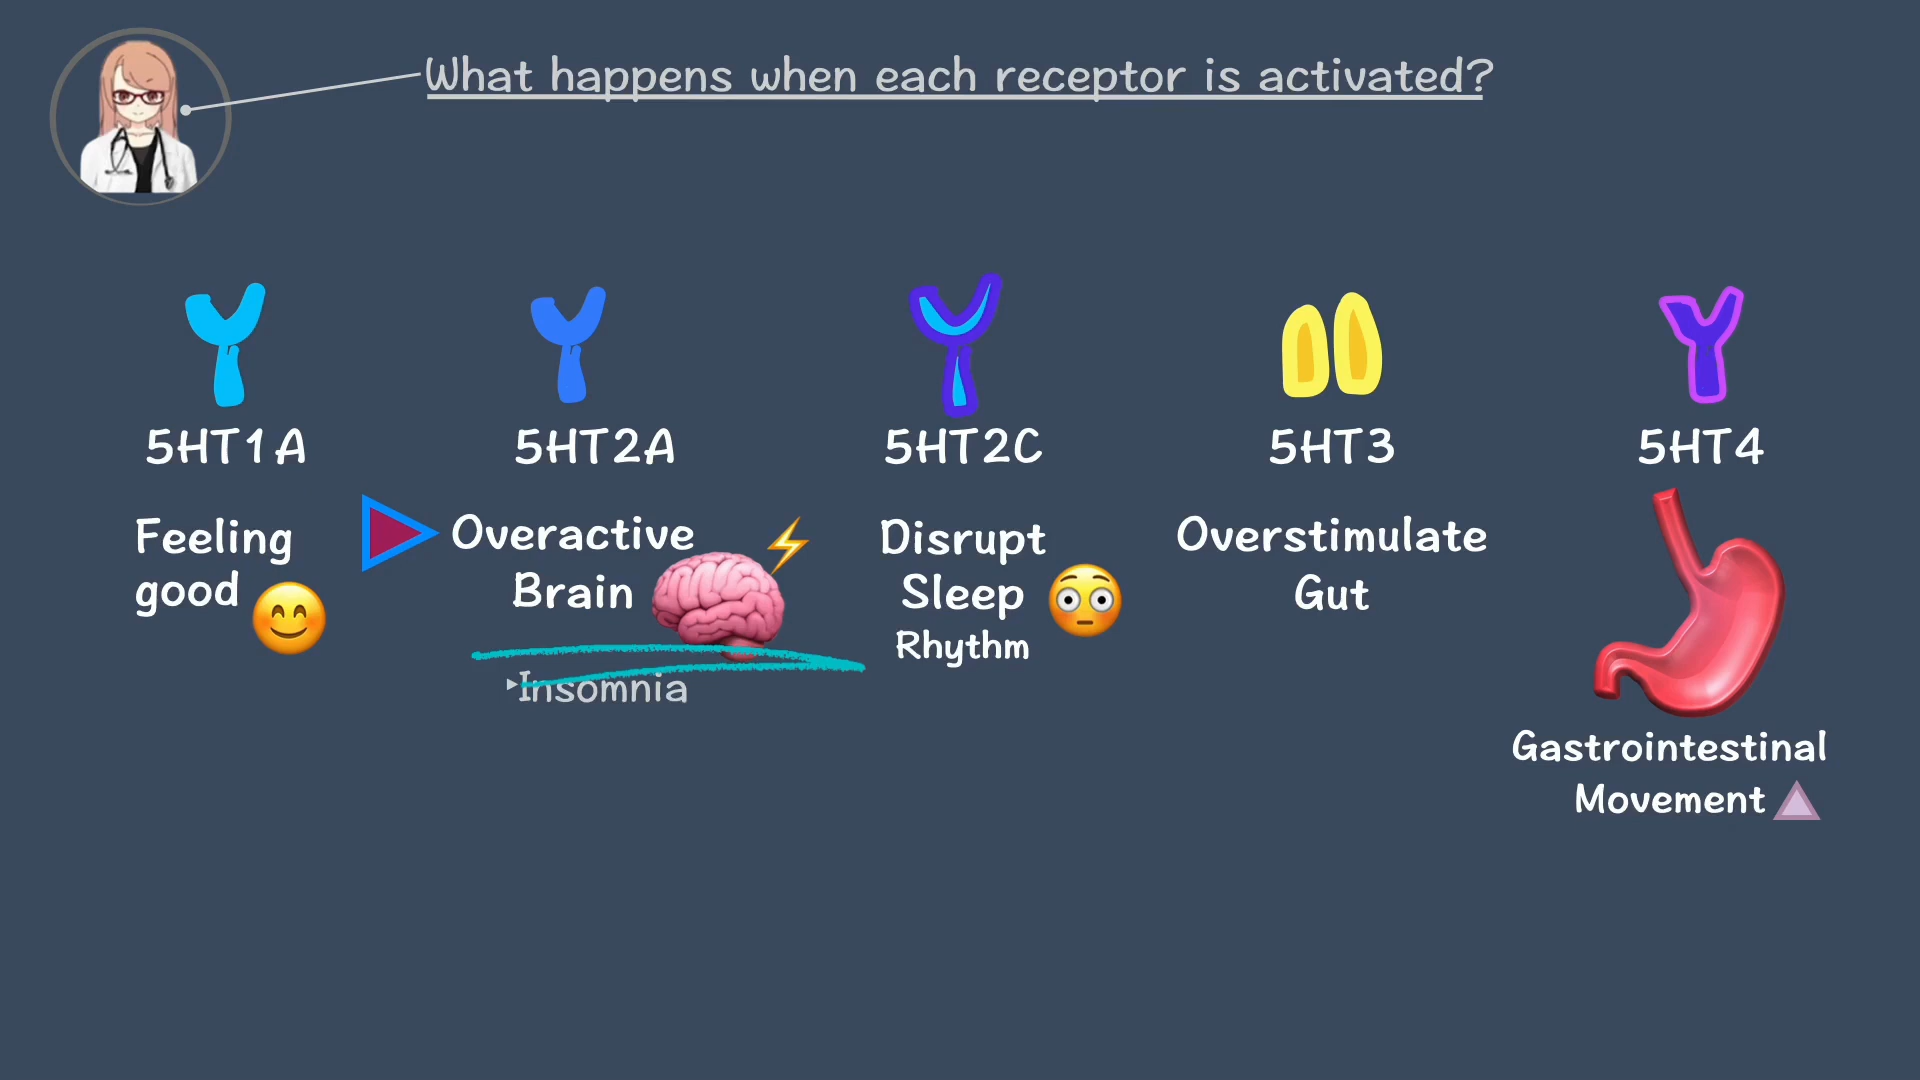 What happens when each receptor is activated?
5HT1A
5HT2A
5HT2C
5HT3
5HT4
Feeling
good
Overactive
Brain
Insomnia
Disrupt
Sleep
Rhythm
Overstimulate
Gut
Gastrointestinal
Movement